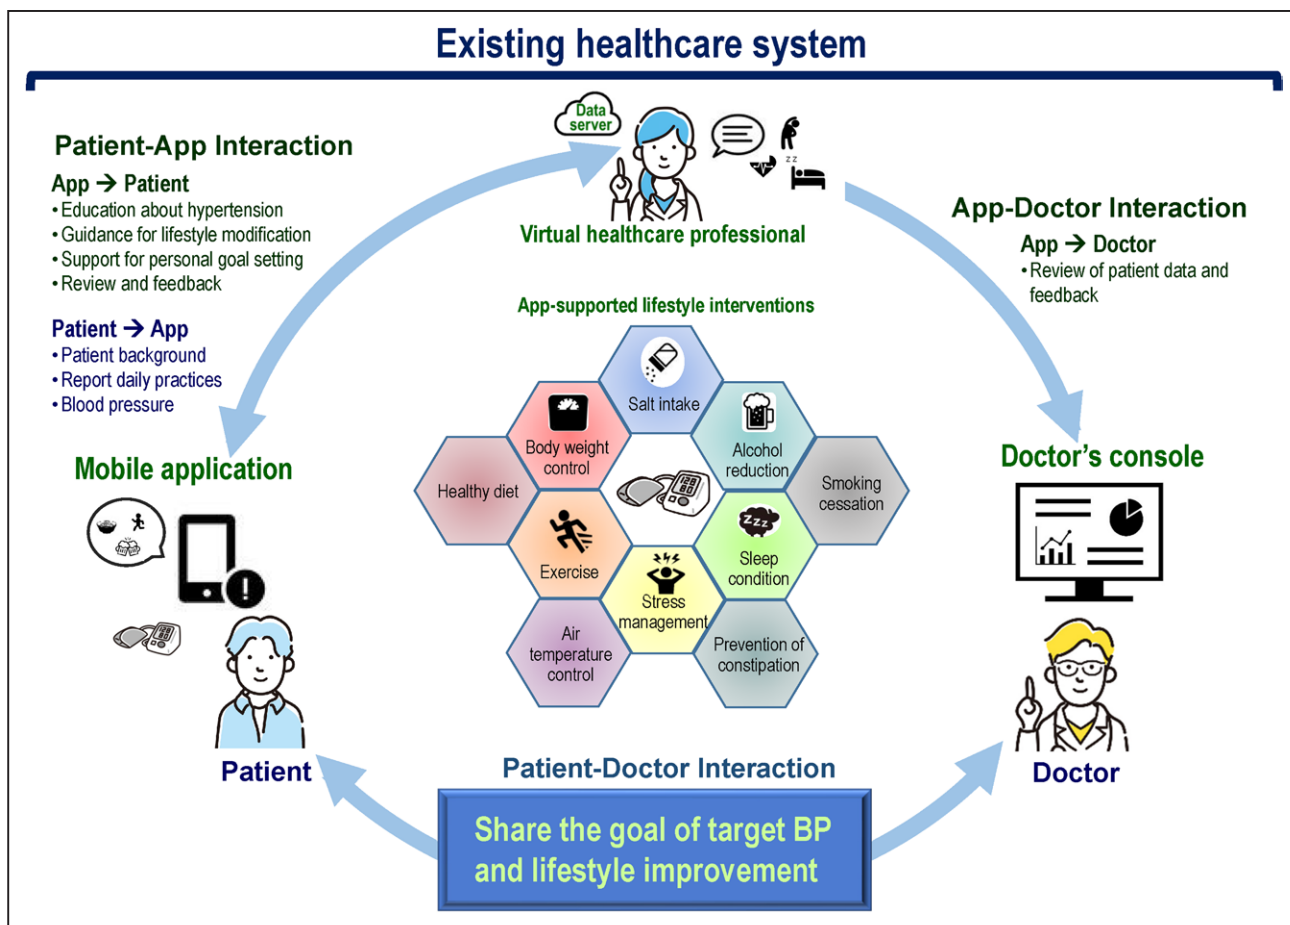 Existing healthcare system
Data
server
Patient-App Interaction
App → Patient
• Education about hypertension
• Guidance for lifestyle modification
• Support for personal goal setting
• Review and feedback
Patient → App
• Patient background
• Report daily practices
• Blood pressure
Virtual healthcare professional
zz
App-Doctor Interaction
App → Doctor
• Review of patient data and
feedback
App-supported lifestyle interventions
Salt intake
Body weight
control
Alcohol
reduction
Healthy diet
Smoking
cessation
128
80
Exercise
ZZZ
Sleep
condition
Stress
management
Air
temperature
control
Prevention of
constipation
Mobile application
!
Patient
Doctor's console
Doctor
Patient-Doctor Interaction
Share the goal of target BP
and lifestyle improvement